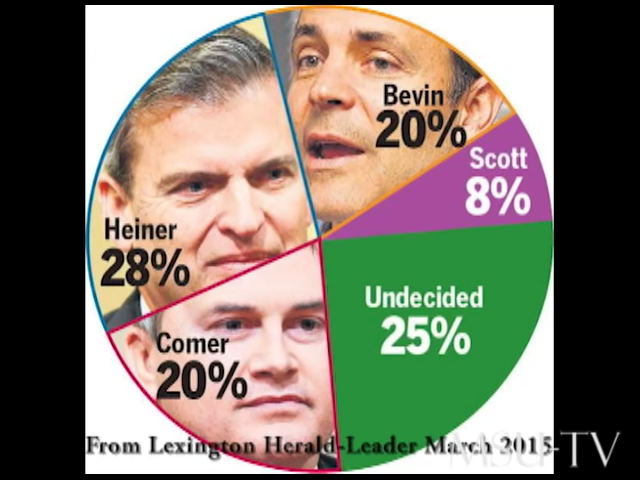 Bevin
20%
Scott
8%
Heiner
28%
Undecided
25%
Comer
20%
From Lexington Herald-Leader March 2015
MSU-TV